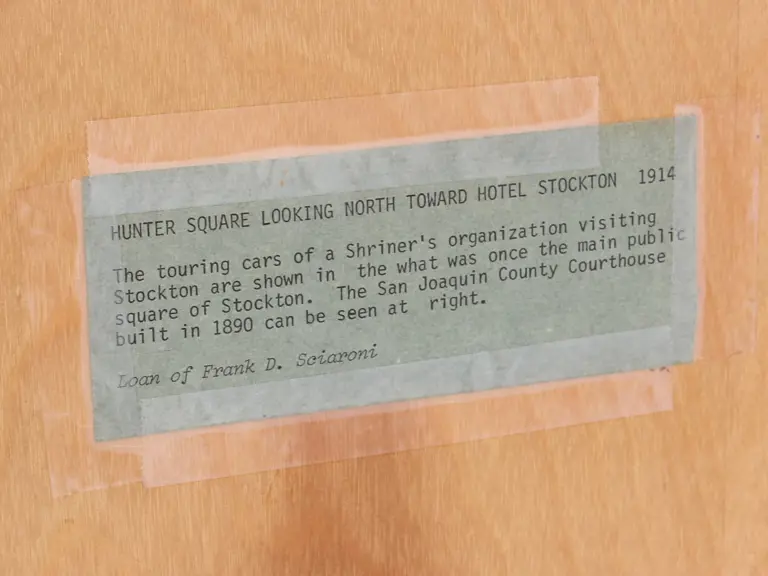 HUNTER SQUARE LOOKING NORTH TOWARD HOTEL STOCKTON 1914
The touring cars of a Shriner's organization visiting
Stockton are shown in the what was once the main public
square of Stockton. The San Joaquin County Courthouse
built in 1890 can be seen at right.
Loan of Frank D. Sciaroni